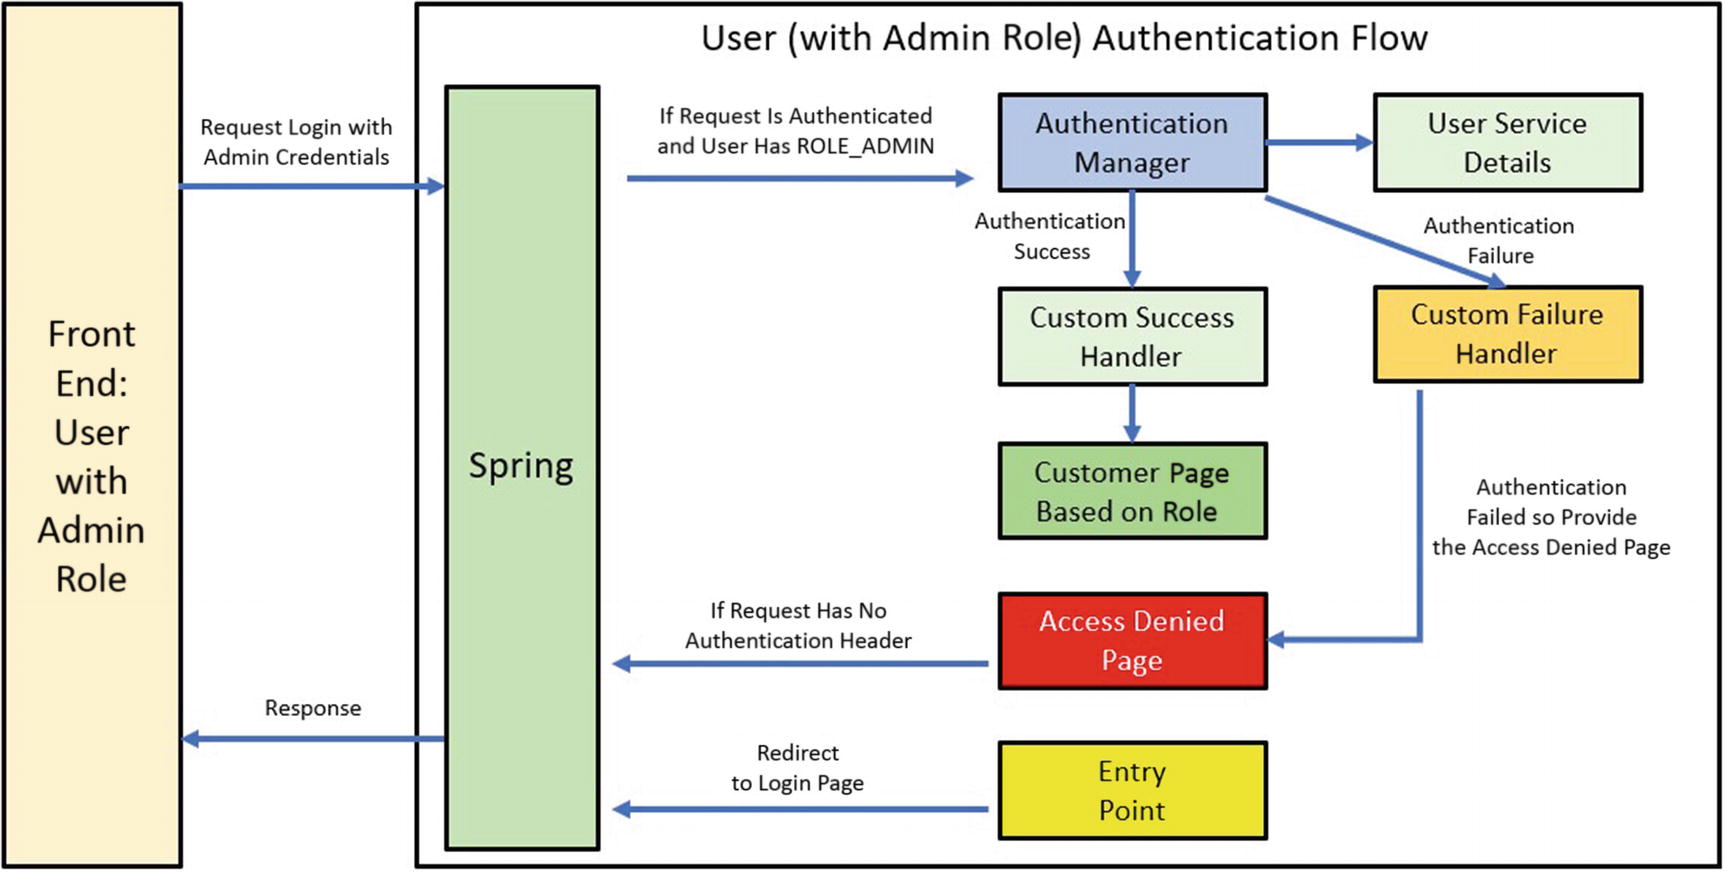 User (with Admin Role) Authentication Flow
Front
End:
User
with
Admin
Role
Request Login with
Admin Credentials
Spring
If Request Is Authenticated
and User Has ROLE_ADMIN
Authentication
Manager
User Service
Details
Authentication
Success
Authentication
Failure
Custom Success
Handler
Custom Failure
Handler
Customer Page
Based on Role
Authentication
Failed so Provide
the Access Denied Page
If Request Has No
Authentication Header
Access Denied
Page
Response
Redirect
to Login Page
Entry
Point